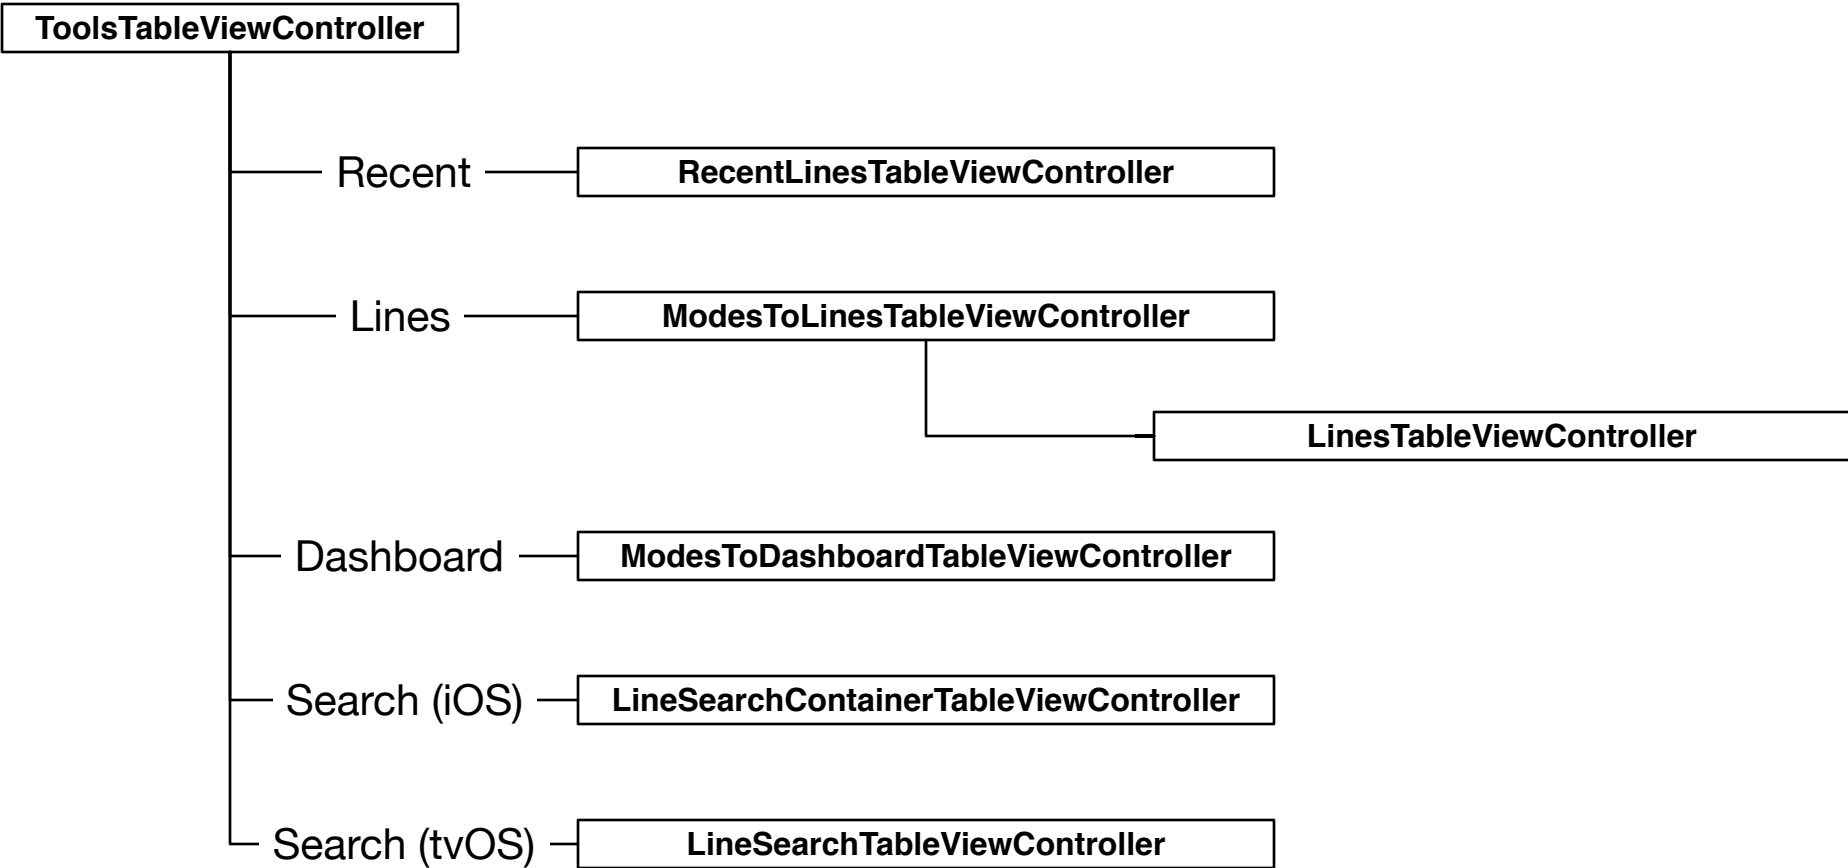 ToolsTableViewController
Recent
RecentLinesTableViewController
Lines
ModesToLinesTableViewController
LinesTableViewController
Dashboard
ModesToDashboardTableViewController
Search (iOS)
LineSearchContainerTableViewController
Search (tvOS)
LineSearchTableViewController